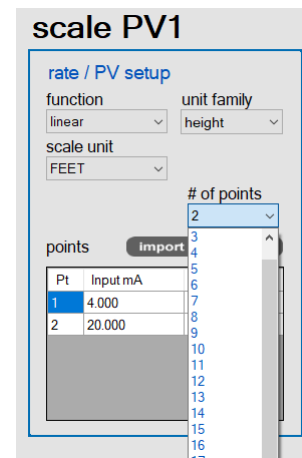 scale PV1
rate / PV setup
function unit family
linear height
scale unit
FEET
# of points
2
points import
Pt Input mA
1 4.000
2 20.000
3
4
5
6
7
8
9
10
11
12
13
14
15
16
17